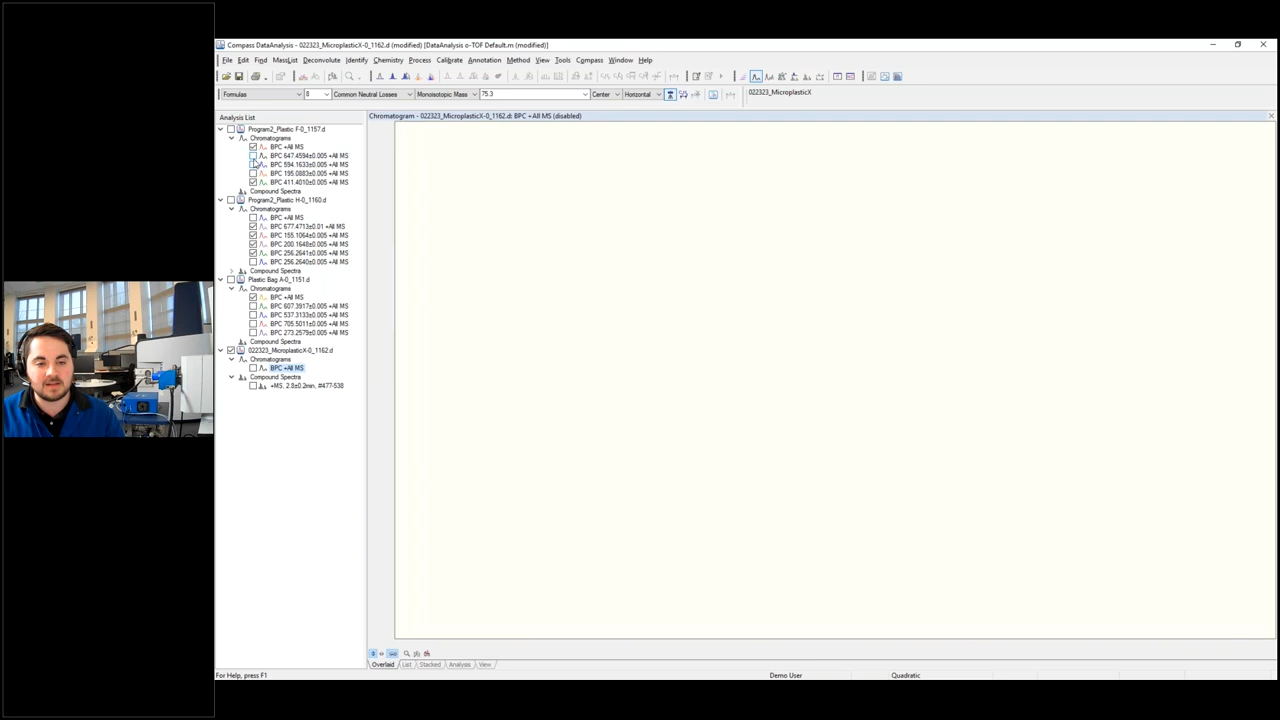 Compass DataAnalysis - 022323_MicroplasticX-0_1162.d (modified) [DataAnalysis o-TOF Default.m (modified)]
File Edit Find MassList Deconvolute Identify Chemistry Process Calibrate Annotation Method View Tools Compass Window Help
Formulas 8 Common Neutral Losses Monoisotopic Mass 75.3 Center Horizontal 022323_MicroplasticX
Analysis List
Chromatogram - 022323_MicroplasticX-0_1162.d: BPC +All MS (disabled)
Program2_Plastic F-0_1157.d
Chromatograms
BPC +All MS
BPC 647.4594±0.005 +All MS
BPC 594.1633±0.005 +All MS
BPC 195.0883±0.005 +All MS
BPC 411.4010±0.005 +All MS
Compound Spectra
Program2_Plastic H-0_1160.d
Chromatograms
BPC +All MS
BPC 677.4713±0.01 +All MS
BPC 155.1064±0.005 +All MS
BPC 200.1648±0.005 +All MS
BPC 256.2641±0.005 +All MS
BPC 256.2640±0.005 +All MS
Compound Spectra
Plastic Bag A-0_1151.d
Chromatograms
BPC +All MS
BPC 607.3917±0.005 +All MS
BPC 537.3133±0.005 +All MS
BPC 705.5011±0.005 +All MS
BPC 273.2579±0.005 +All MS
Compound Spectra
022323_MicroplasticX-0_1162.d
Chromatograms
BPC +All MS
Compound Spectra
+MS, 2.8±0.2min, #477-538
Overlaid List Stacked Analysis View
For Help, press F1 Demo User Quadratic